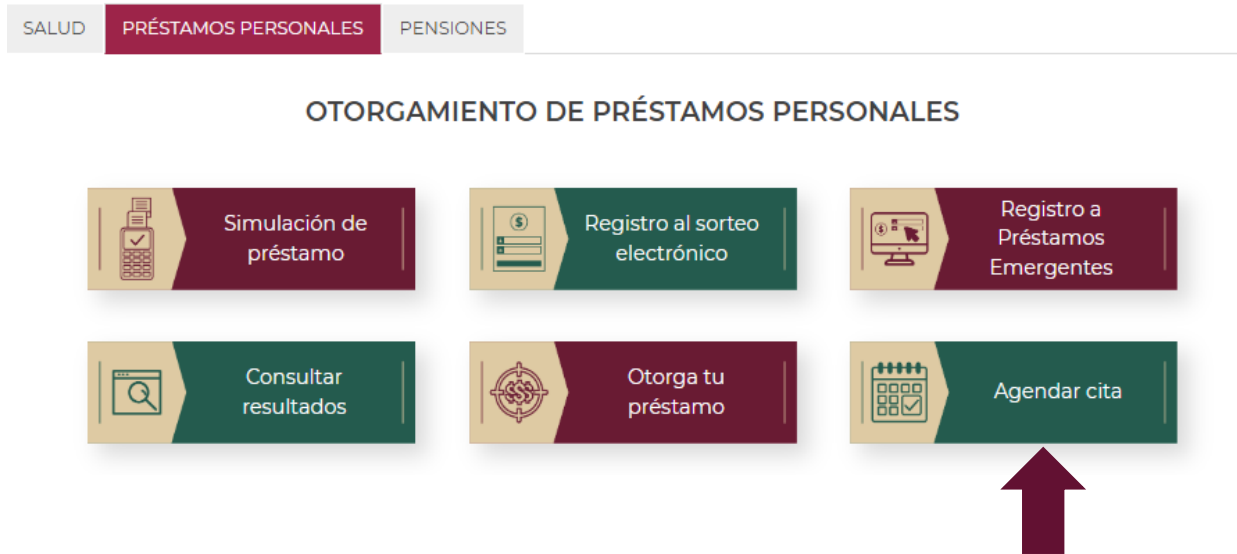 SALUD PRÉSTAMOS PERSONALES PENSIONES
OTORGAMIENTO DE PRÉSTAMOS PERSONALES
Simulación de
préstamo
Registro al sorteo
electrónico
Registro a
Préstamos
Emergentes
Consultar
resultados
Otorga tu
préstamo
Agendar cita